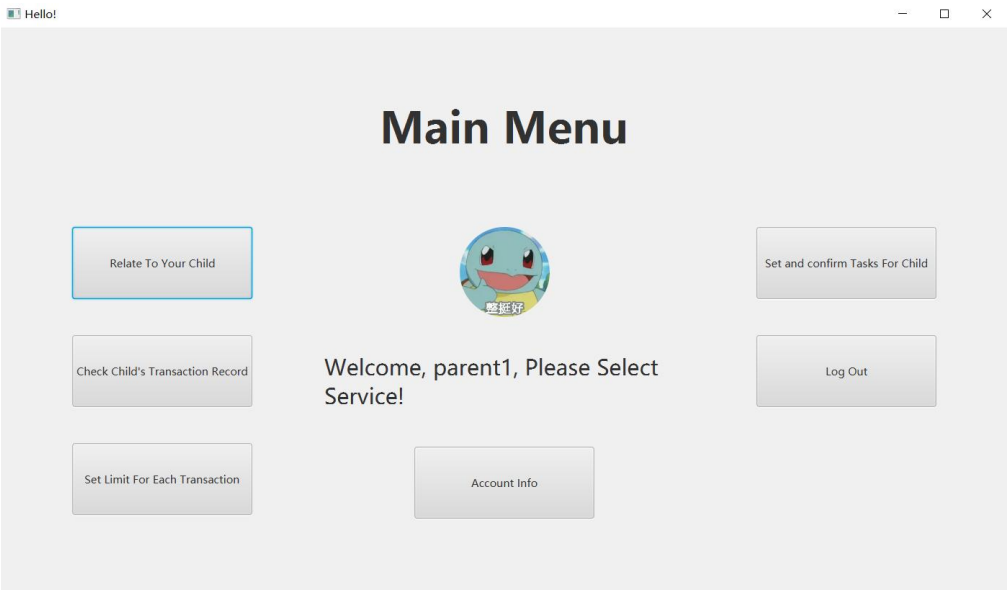 Hello!
Main Menu
Relate To Your Child
整挺好
Set and confirm Tasks For Child
Check Child's Transaction Record
Welcome, parent1, Please Select
Service!
Log Out
Set Limit For Each Transaction
Account Info